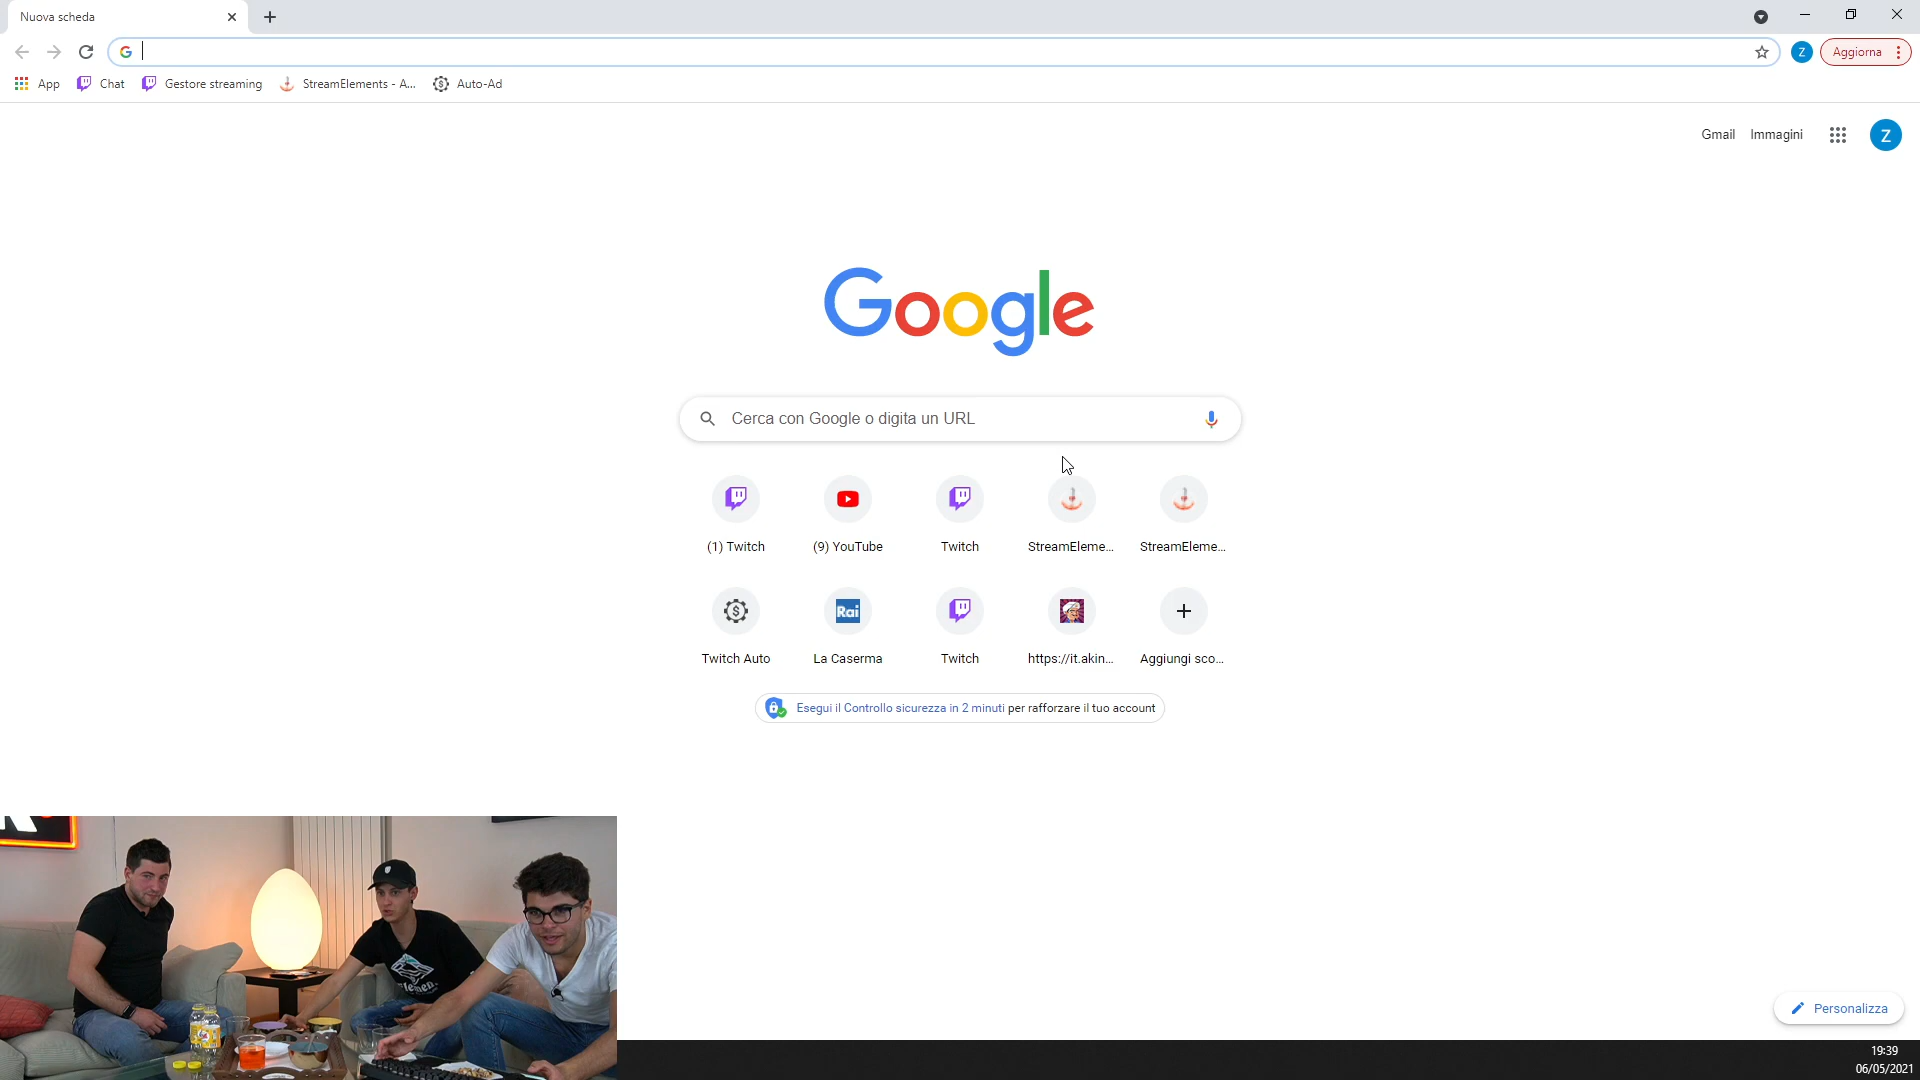 Nuova scheda
Aggiorna
App Chat Gestore streaming StreamElements - A... Auto-Ad
Gmail Immagini
Z
Z
Google
Cerca con Google o digita un URL
(1) Twitch (9) YouTube Twitch StreamEleme... StreamEleme...
Rai
Twitch Auto La Caserma Twitch https://it.akin... Aggiungi sco...
Esegui il Controllo sicurezza in 2 minuti per rafforzare il tuo account
Personalizza
19:39
06/05/2021